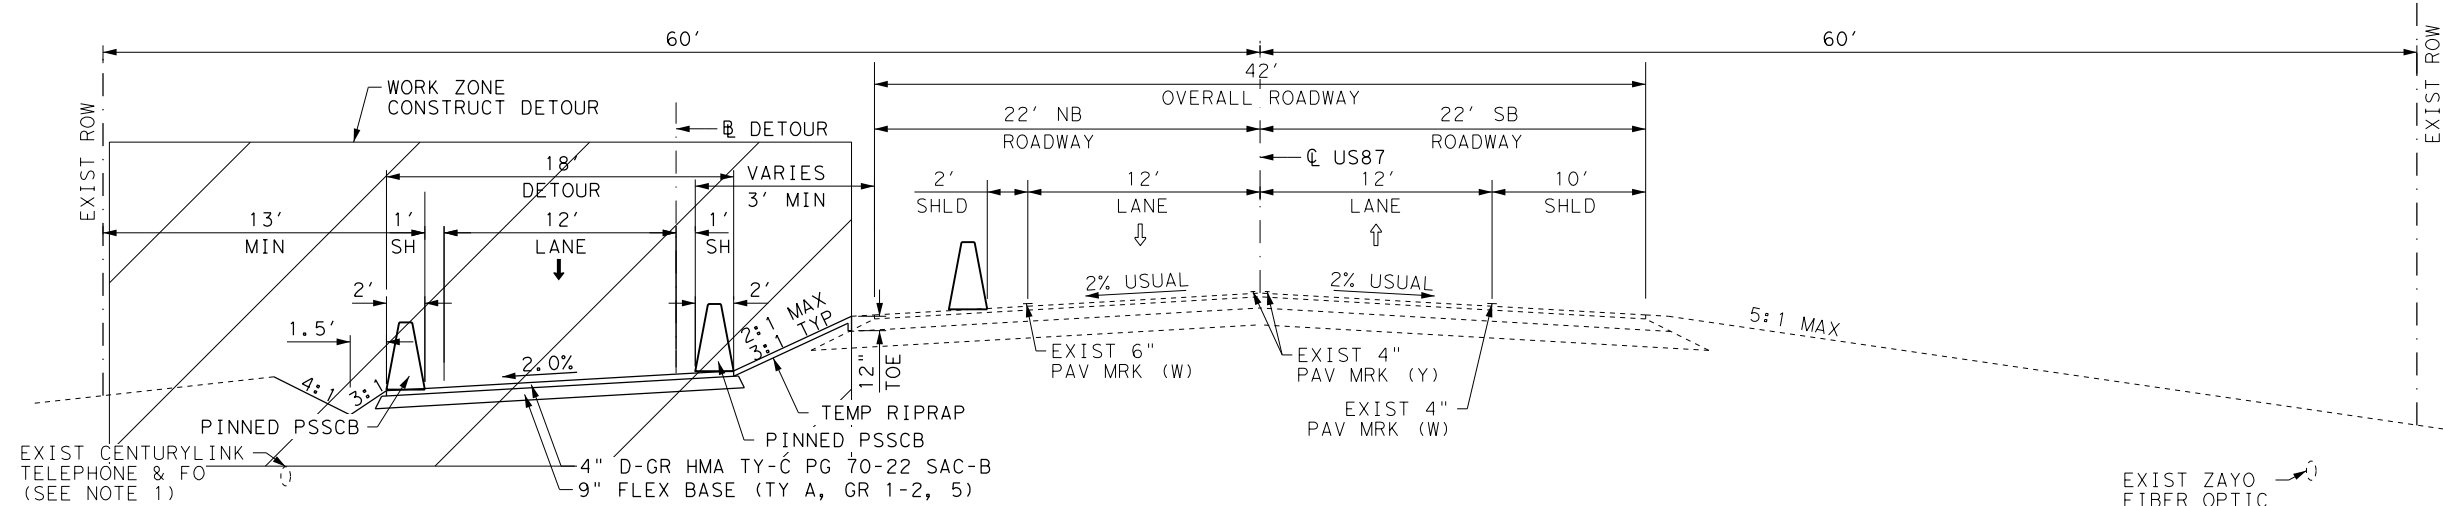 60'
60'
EXIST ROW
EXIST ROW
WORK ZONE
CONSTRUCT DETOUR
42'
OVERALL ROADWAY
℄ DETOUR
22' NB
ROADWAY
22' SB
ROADWAY
℄ US87
18'
DETOUR
VARIES
3' MIN
2'
SHLD
12'
LANE
12'
LANE
10'
SHLD
13'
MIN
1'
SH
12'
LANE
1'
SH
2'
2'
1.5'
2% USUAL
2% USUAL
2:1 MAX
TYP
3:1
2.0%
4:1
3:1
12"
TOE
5:1 MAX
EXIST 6"
PAV MRK (W)
EXIST 4"
PAV MRK (Y)
EXIST 4"
PAV MRK (W)
TEMP RIPRAP
PINNED PSSCB
PINNED PSSCB
EXIST CENTURYLINK
TELEPHONE & FO
(SEE NOTE 1)
4" D-GR HMA TY-C PG 70-22 SAC-B
9" FLEX BASE (TY A, GR 1-2, 5)
EXIST ZAYO
FIBER OPTIC